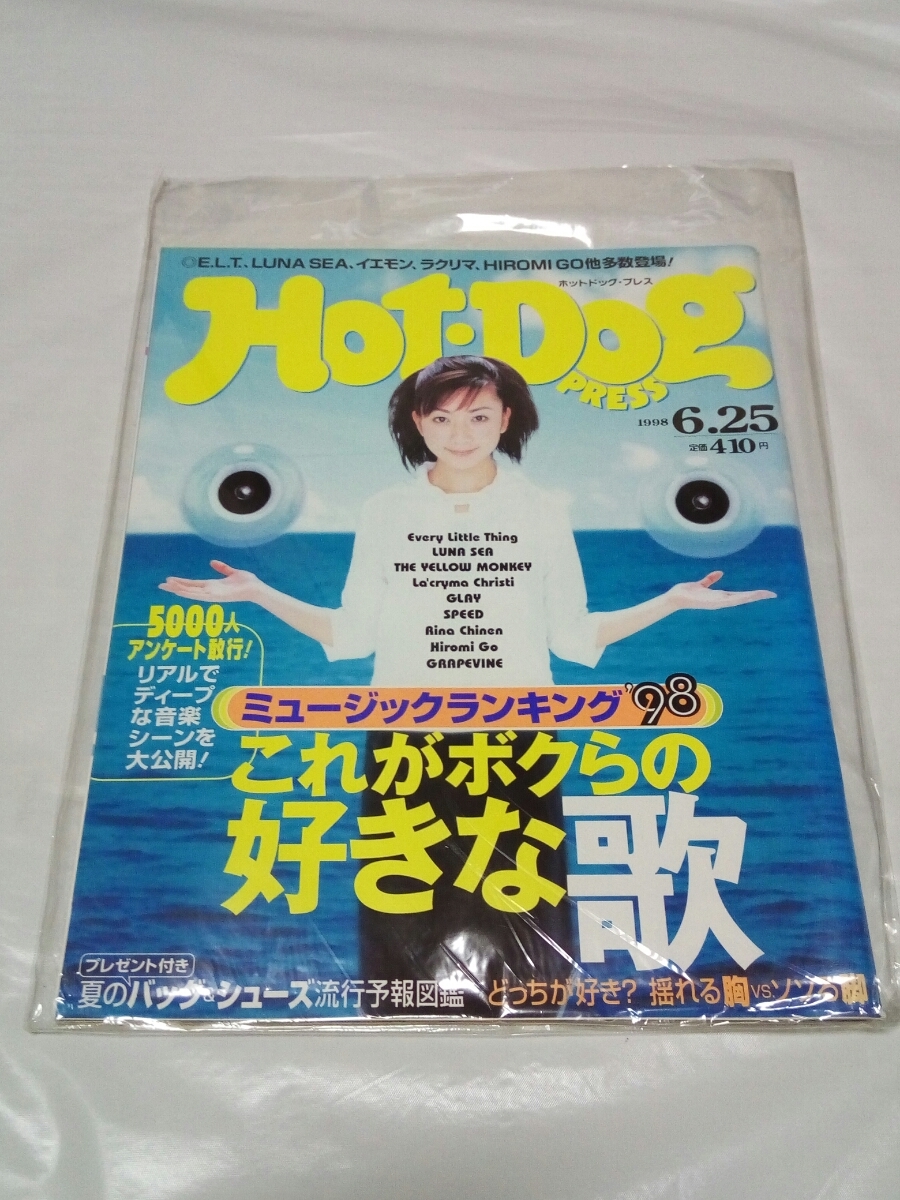 ◎E.L.T.、LUNA SEA、イエモン、ラクリマ、HIROMI GO他多数登場!
ホットドッグ・プレス
Hot-Dog
PRESS
1998 6.25
定価410円
Every Little Thing
LUNA SEA
THE YELLOW MONKEY
La'cryma Christi
GLAY
SPEED
Rina Chinen
Hiromi Go
GRAPEVINE
5000人
アンケート敢行!
リアルで
ディープ
な音楽
シーンを
大公開!
ミュージックランキング'98
これがボクらの
好きな歌
プレゼント付き
夏のバッグ&シューズ流行予報図鑑
どっちが好き? 揺れる胸vs.ソソる脚